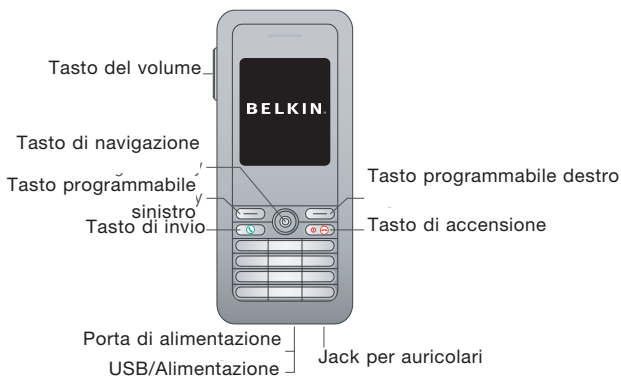 Tasto del volume
BELKIN.
Tasto di navigazione
Tasto programmabile
sinistro
Tasto di invio
Tasto programmabile destro
Tasto di accensione
Porta di alimentazione
USB/Alimentazione
Jack per auricolari